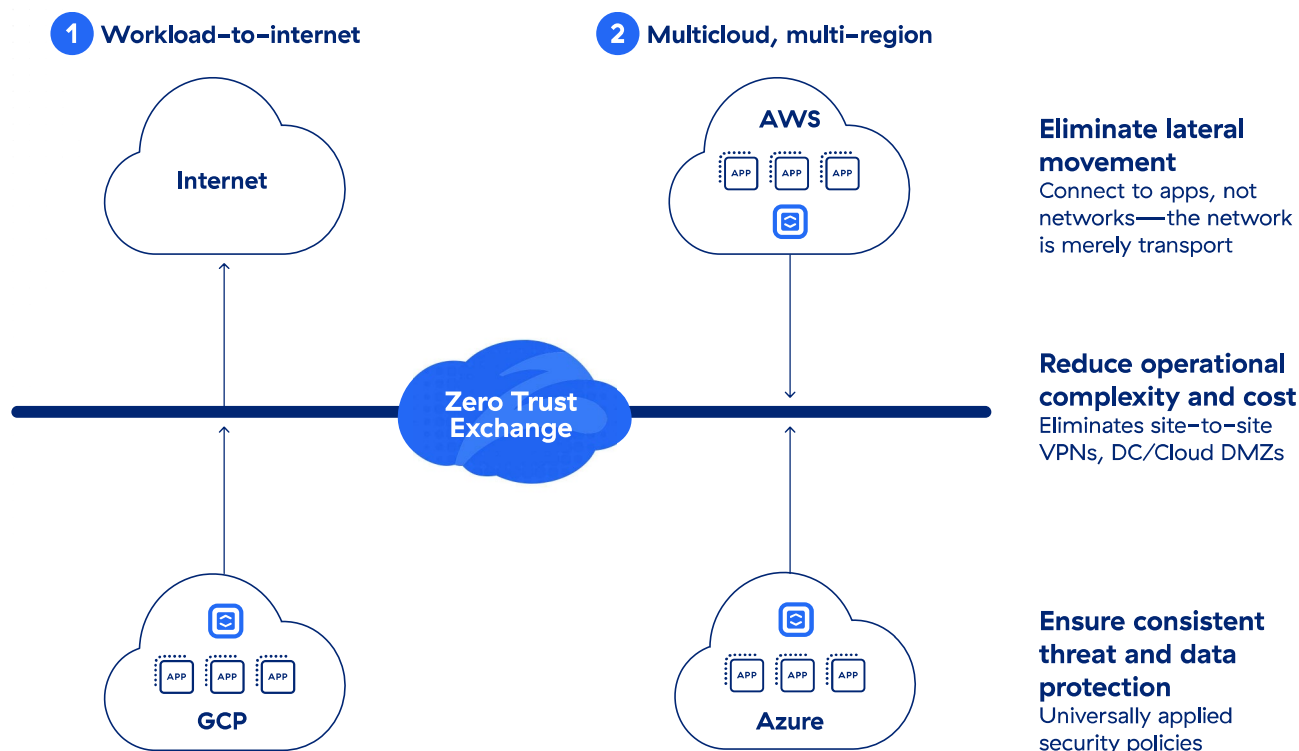 1 Workload-to-internet
2 Multicloud, multi-region
Internet
AWS
APP APP APP
Eliminate lateral
movement
Connect to apps, not
networks—the network
is merely transport
Zero Trust
Exchange
Reduce operational
complexity and cost
Eliminates site-to-site
VPNs, DC/Cloud DMZs
APP APP APP
GCP
APP APP APP
Azure
Ensure consistent
threat and data
protection
Universally applied
security policies